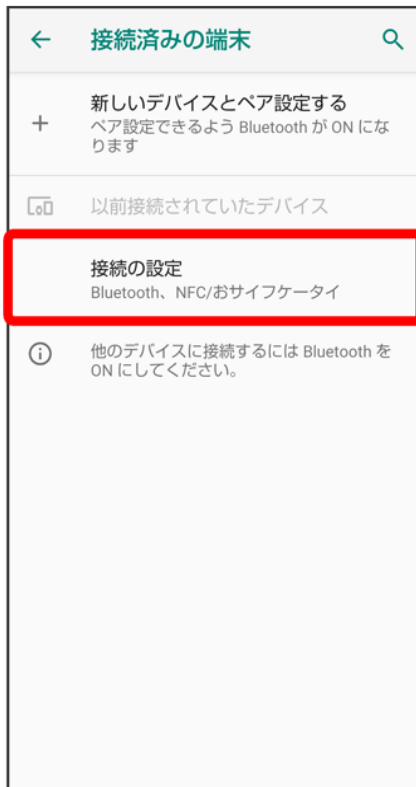 接続済みの端末
新しいデバイスとペア設定する
ペア設定できるよう Bluetooth が ON にな
ります
以前接続されていたデバイス
接続の設定
Bluetooth、NFC/おサイフケータイ
他のデバイスに接続するには Bluetooth を
ON にしてください。